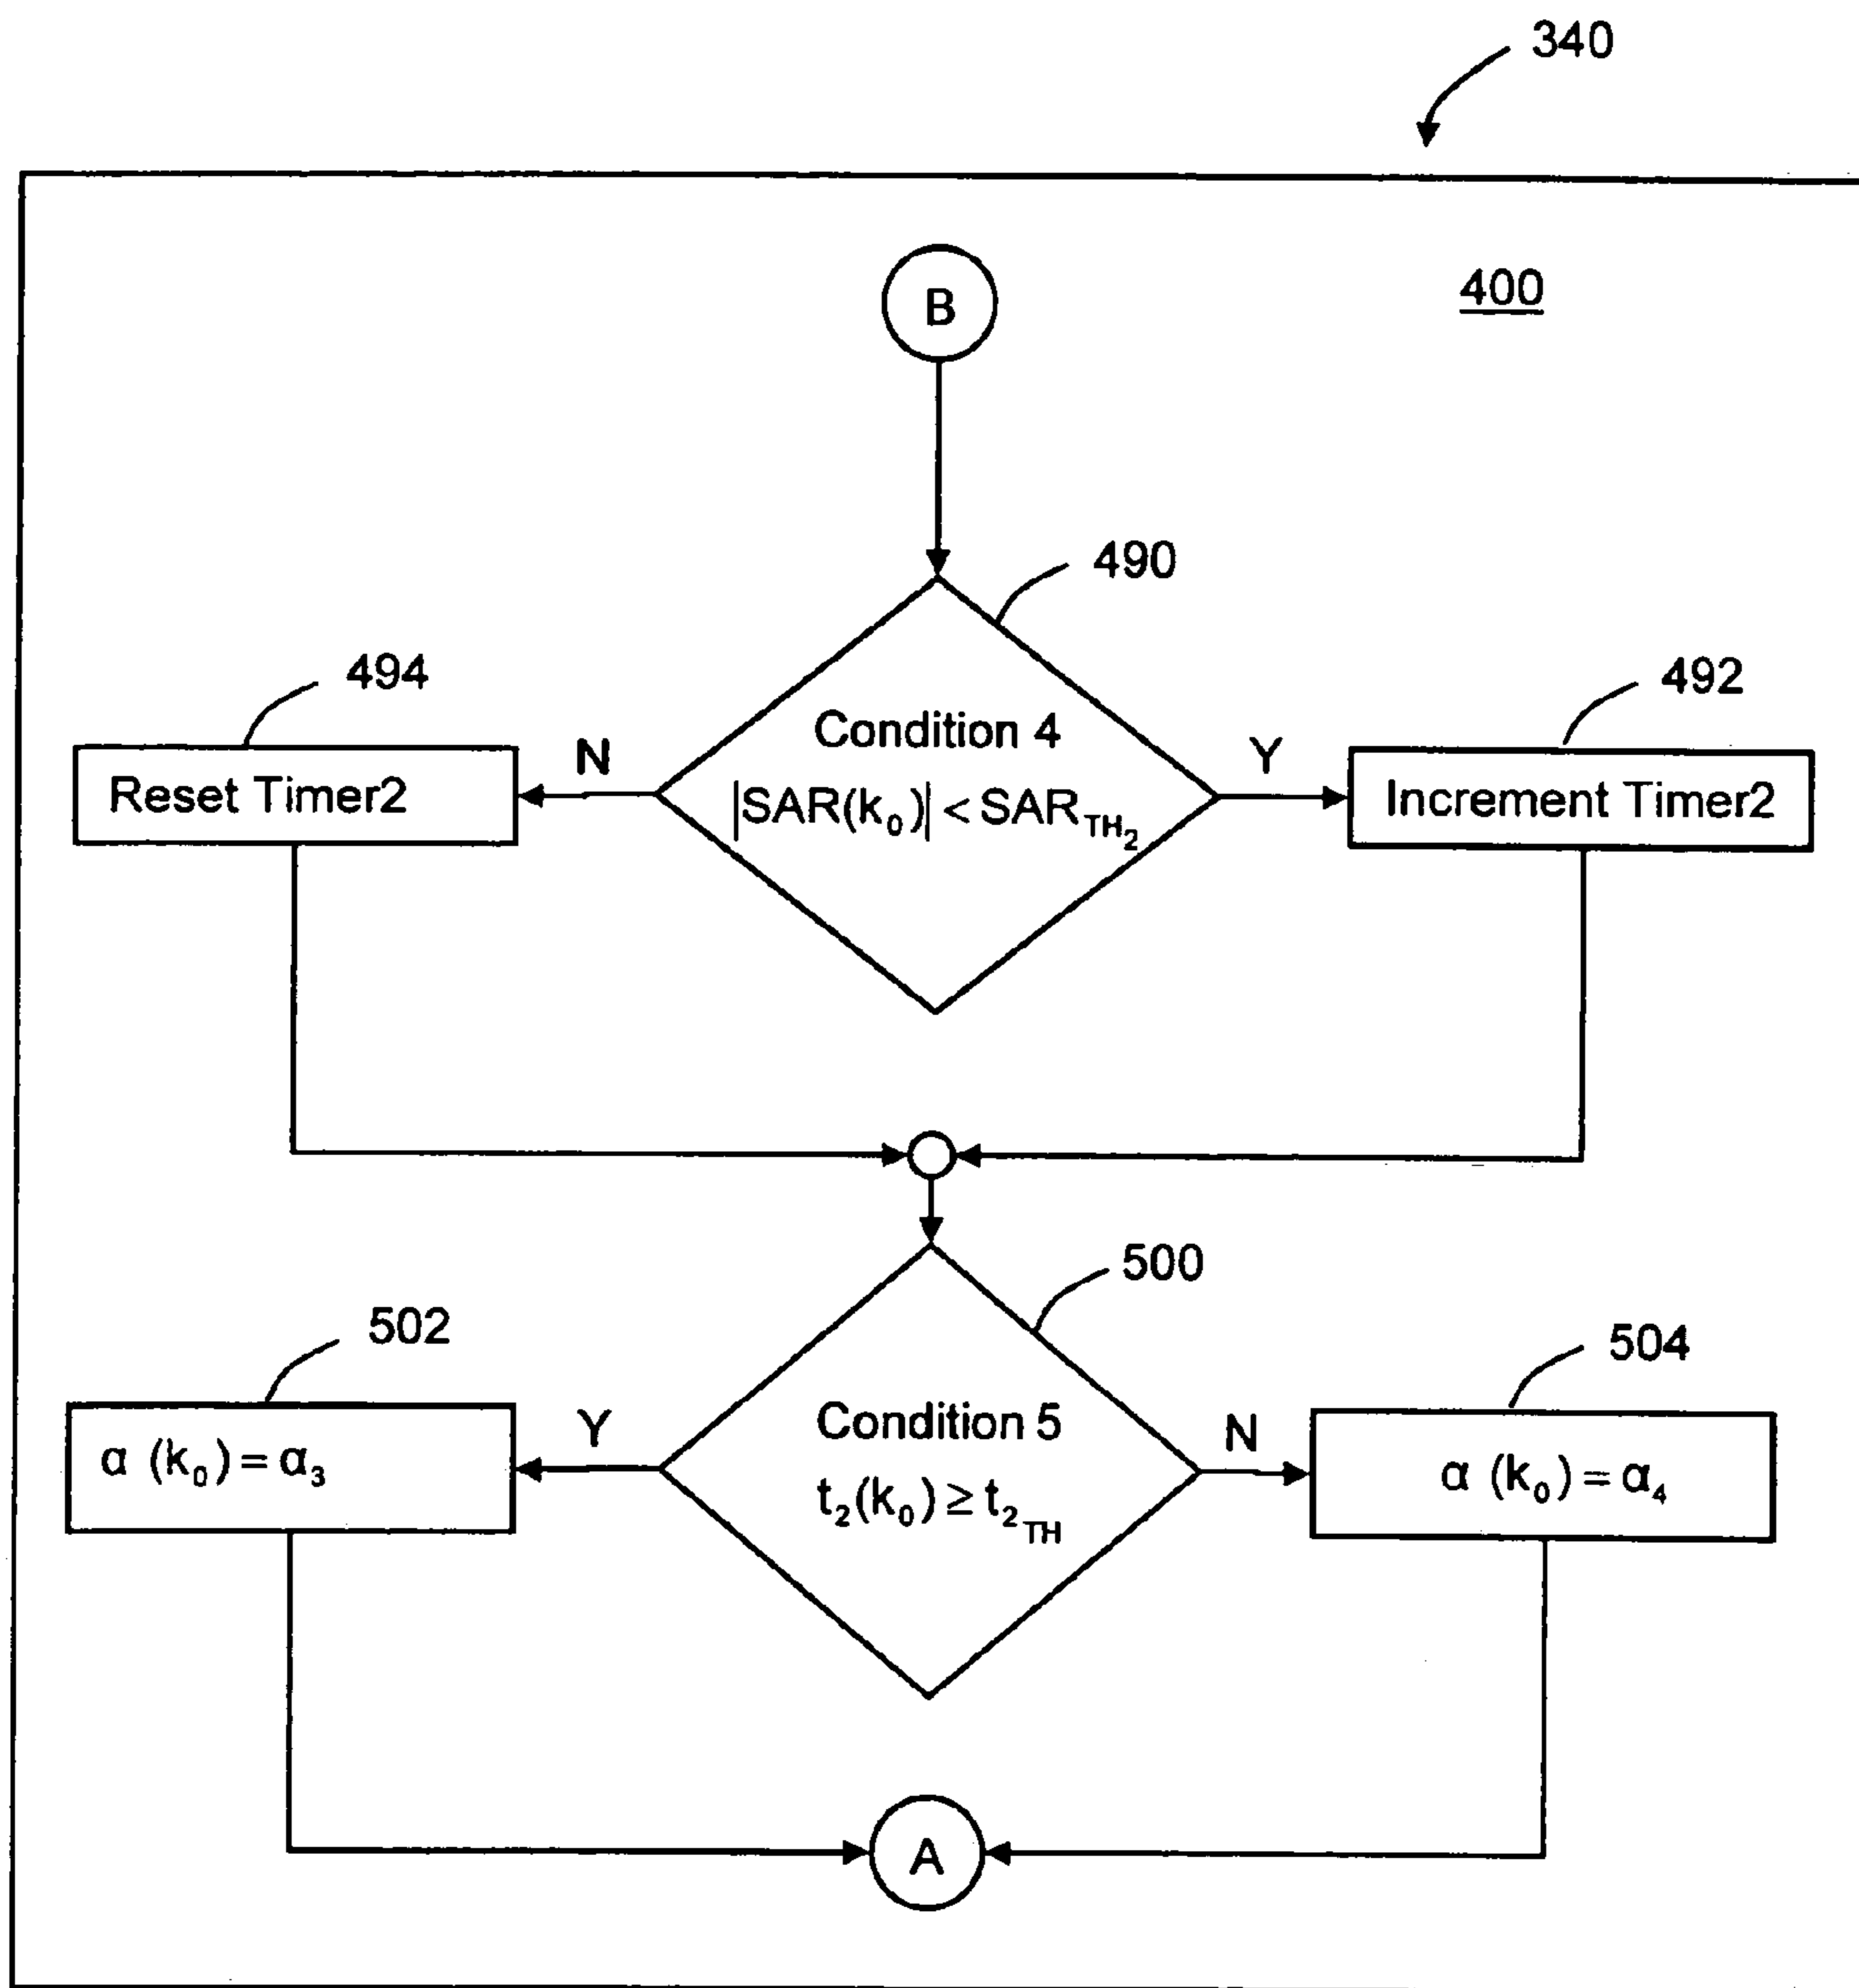 340
400
B
490
494
492
Condition 4
N
Y
Reset Timer2
|SAR(k₀)| < SAR_TH₂
Increment Timer2
500
502
504
Condition 5
Y
N
α (k₀) = α₃
t₂(k₀) ≥ t₂_TH
α (k₀) = α₄
A